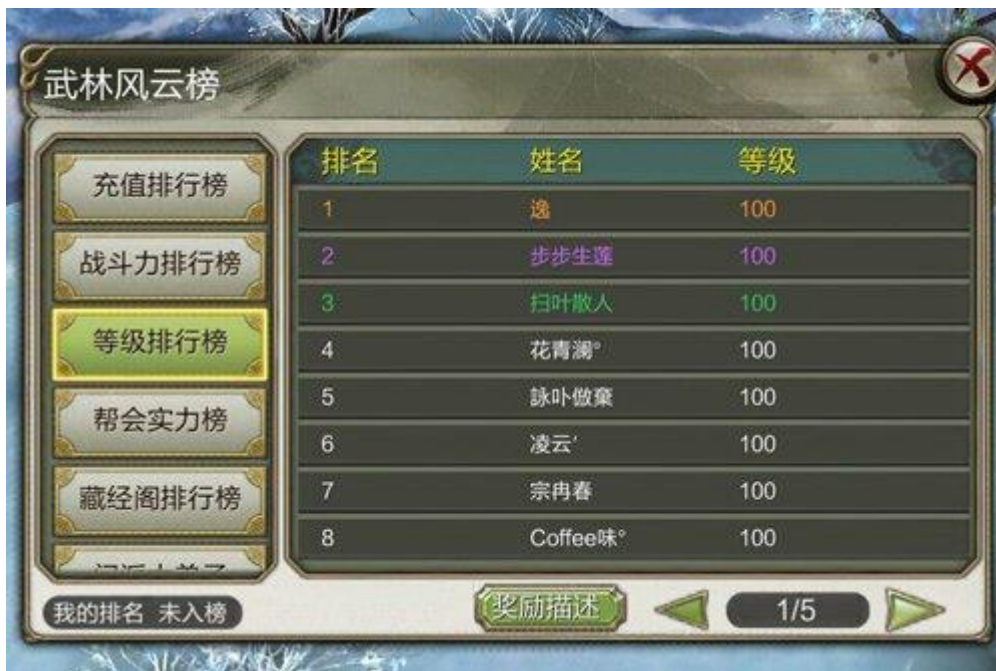 武林风云榜
充值排行榜
战斗力排行榜
等级排行榜
帮会实力榜
藏经阁排行榜
排名 姓名 等级
1 逸 100
2 步步生莲 100
3 扫叶散人 100
4 花青澜° 100
5 詠卟倣棄 100
6 凌云′ 100
7 宗冉春 100
8 Coffee味° 100
我的排名 未入榜
奖励描述
1/5